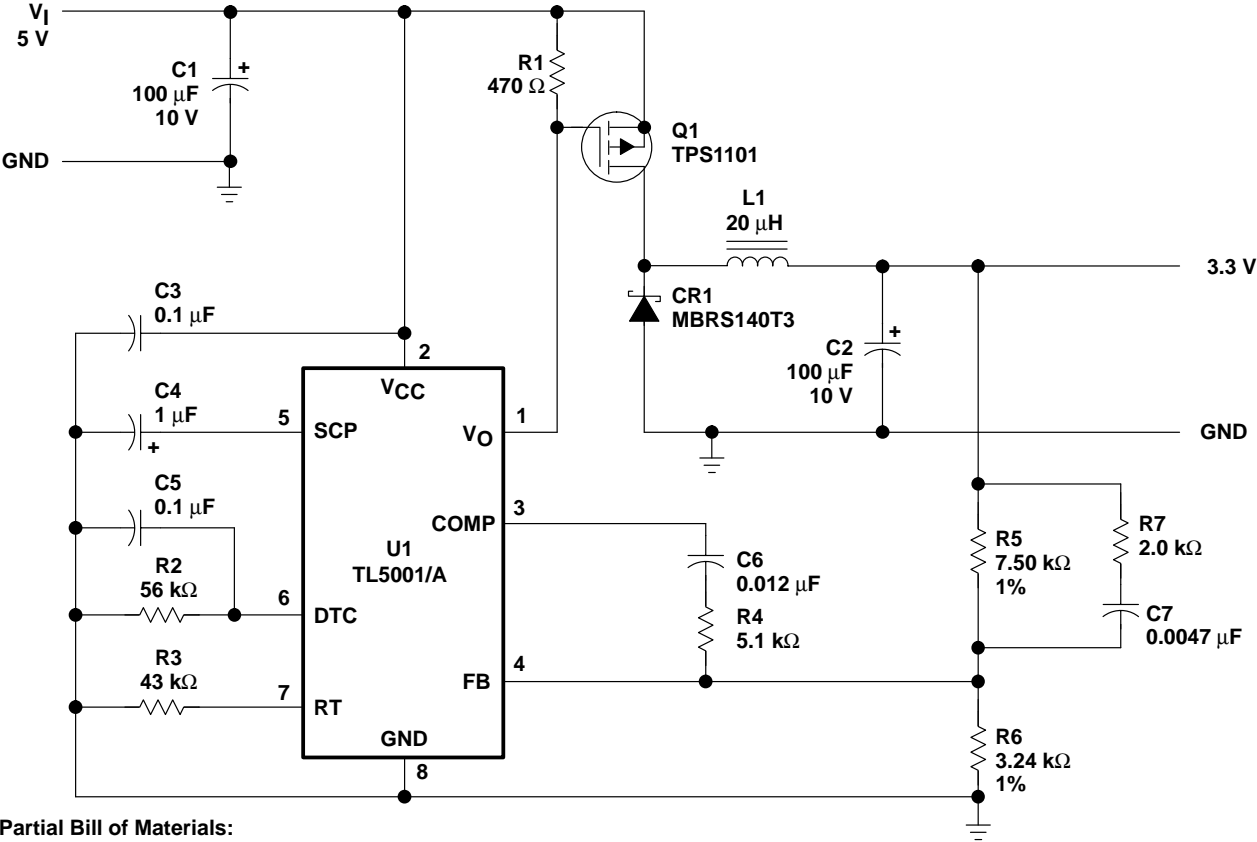 VI
5 V
C1
100 μF
10 V
GND
R1
470 Ω
Q1
TPS1101
L1
20 μH
3.3 V
CR1
MBRS140T3
C2
100 μF
10 V
GND
C3
0.1 μF
2
VCC
C4
1 μF
5
SCP
1
VO
C5
0.1 μF
3
COMP
U1
TL5001/A
R2
56 kΩ
6
DTC
C6
0.012 μF
R4
5.1 kΩ
R5
7.50 kΩ
1%
R7
2.0 kΩ
C7
0.0047 μF
R3
43 kΩ
7
RT
4
FB
GND
8
R6
3.24 kΩ
1%
Partial Bill of Materials: